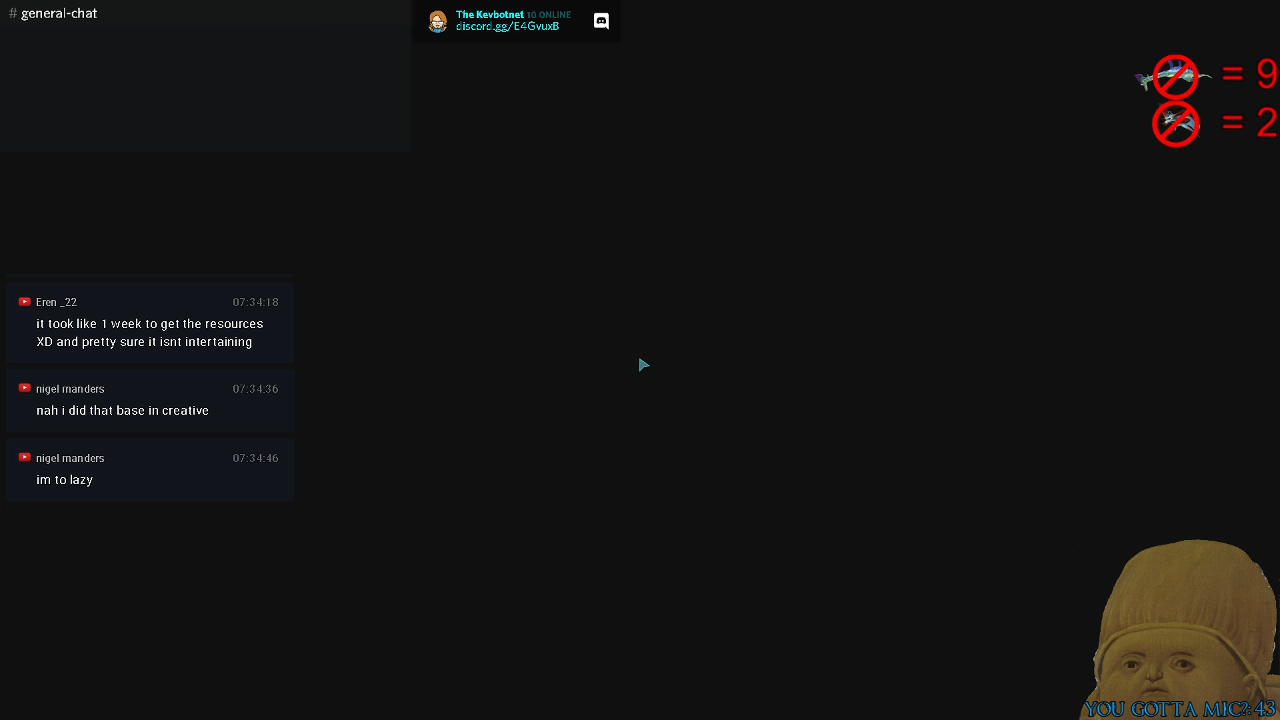 # general-chat
The Kevbotnet 10 ONLINE
discord.gg/E4GvuxB
= 9
= 2
Eren _22 07:34:18
it took like 1 week to get the resources
XD and pretty sure it isnt intertaining
nigel manders 07:34:36
nah i did that base in creative
nigel manders 07:34:46
im to lazy
YOU GOTTA MIC?: 43